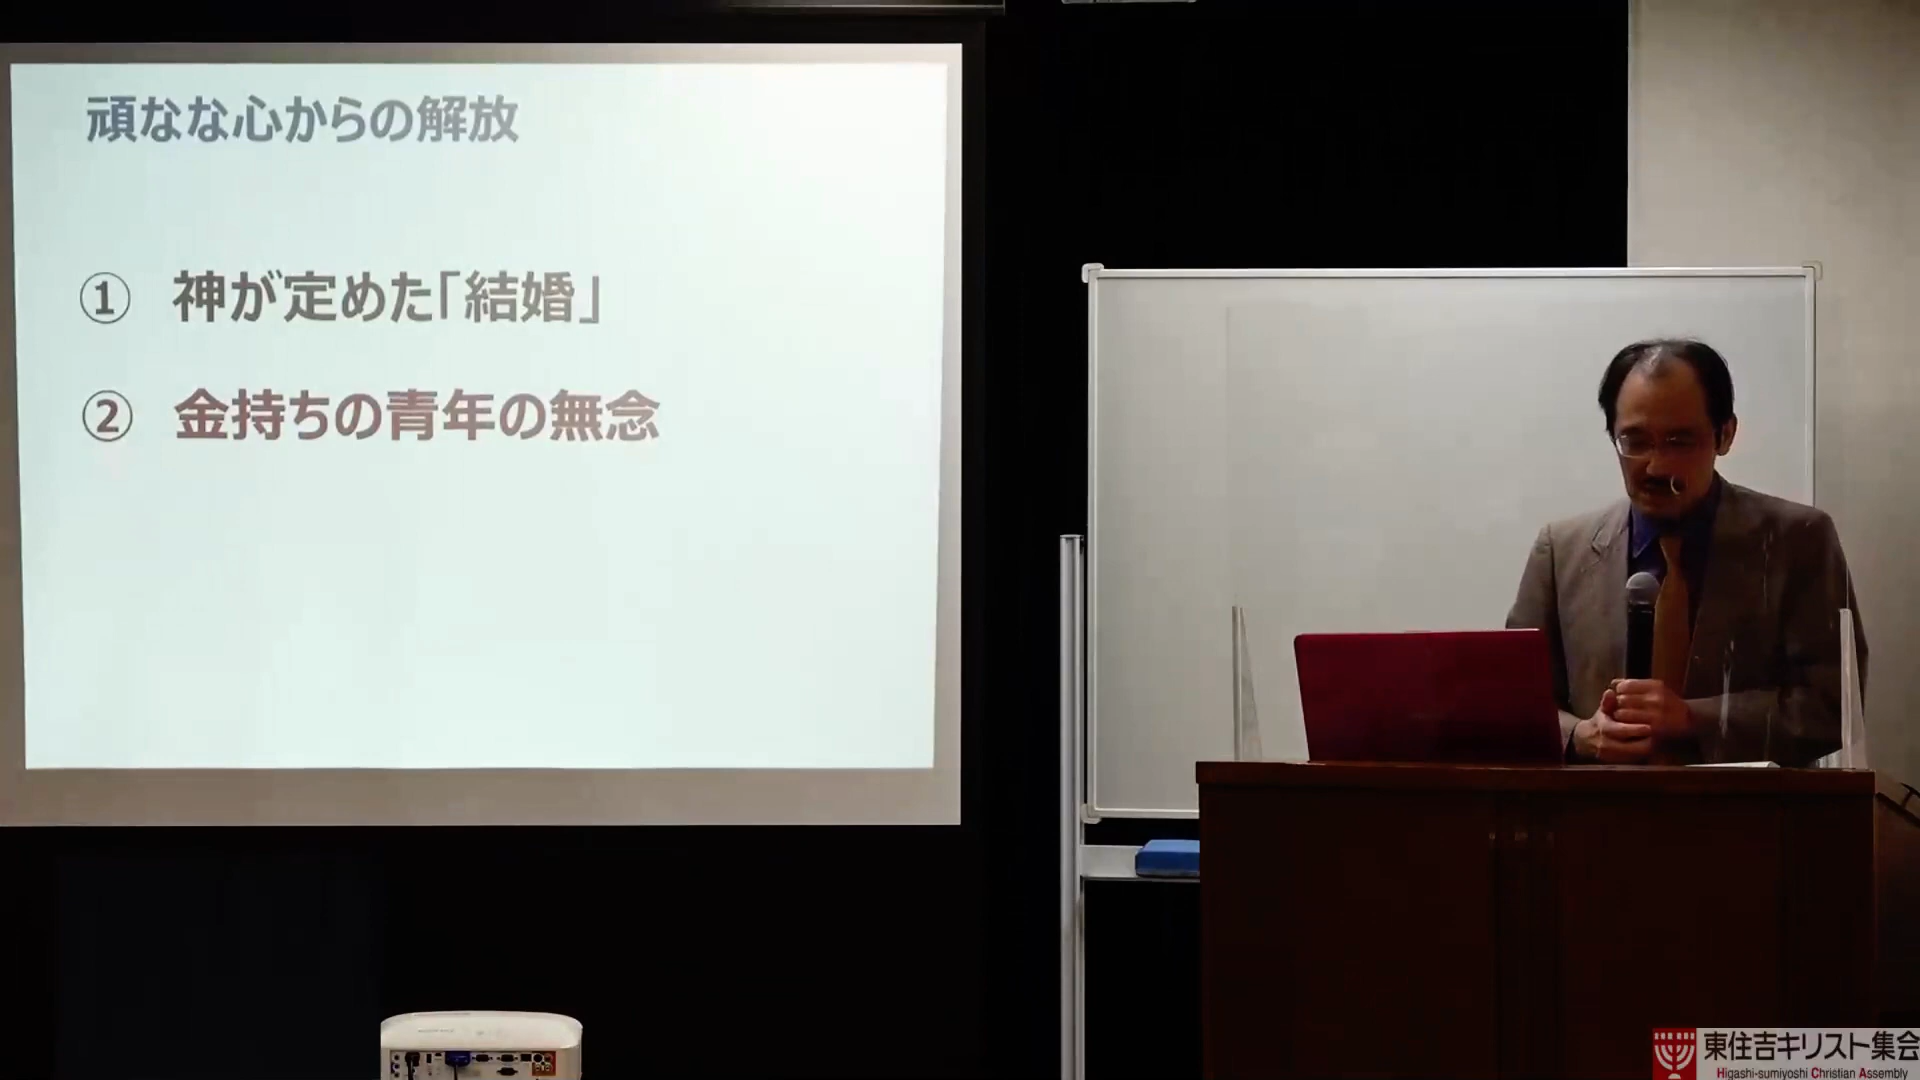 頑なな心からの解放
① 神が定めた「結婚」
② 金持ちの青年の無念
東住吉キリスト集会
Higashi-sumiyoshi Christian Assembly